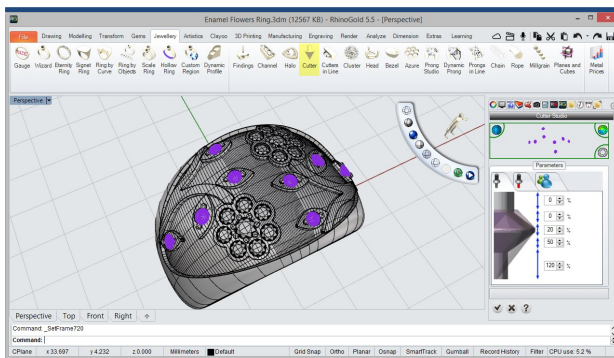 Enamel Flowers Ring.3dm (12567 KB) - RhinoGold 5.5 - [Perspective]
File Drawing Modelling Transform Gems Jewellery Artistics Clayoo 3D Printing Manufacturing Engraving Render Analyze Dimension Extras Learning
Gauge Wizard Eternity Ring Signet Ring Ring by Curve Ring by Objects Scale Ring Hollow Ring Custom Region Dynamic Profile Findings Channel Halo Cutter Cutters in Line Cluster Head Bezel Azure Prong Studio Dynamic Prong Prongs in Line Chain Rope Millgrain Planes and Cubes Metal Prices
Perspective
Cutter Studio
Parameters
0 %
0 %
20 %
50 %
120 %
Perspective Top Front Right
Command: _SetFrame720
Command:
CPlane x 33.697 y 4.232 z 0.000 Millimeters Default Grid Snap Ortho Planar Osnap SmartTrack Gumball Record History Filter CPU use: 5.2 %